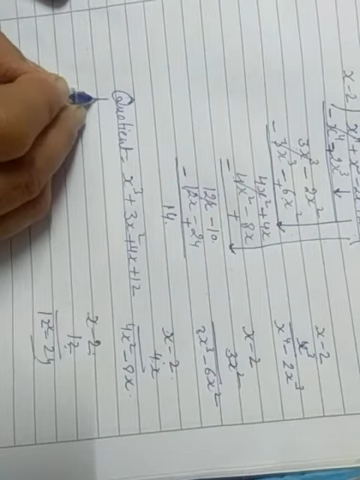 x-2
- x⁴ - 2x³
3x³ - 2x²
- 3x³ - 6x²
4x² + 4x
- 4x² - 8x
12x - 10
- 12x - 24
14.
Quotient = x³ + 3x² + 4x + 12
x-2
x³
x⁴ - 2x³
x-2
3x²
3x³ - 6x²
x-2.
4x
4x² - 8x.
x-2.
12
12x - 24